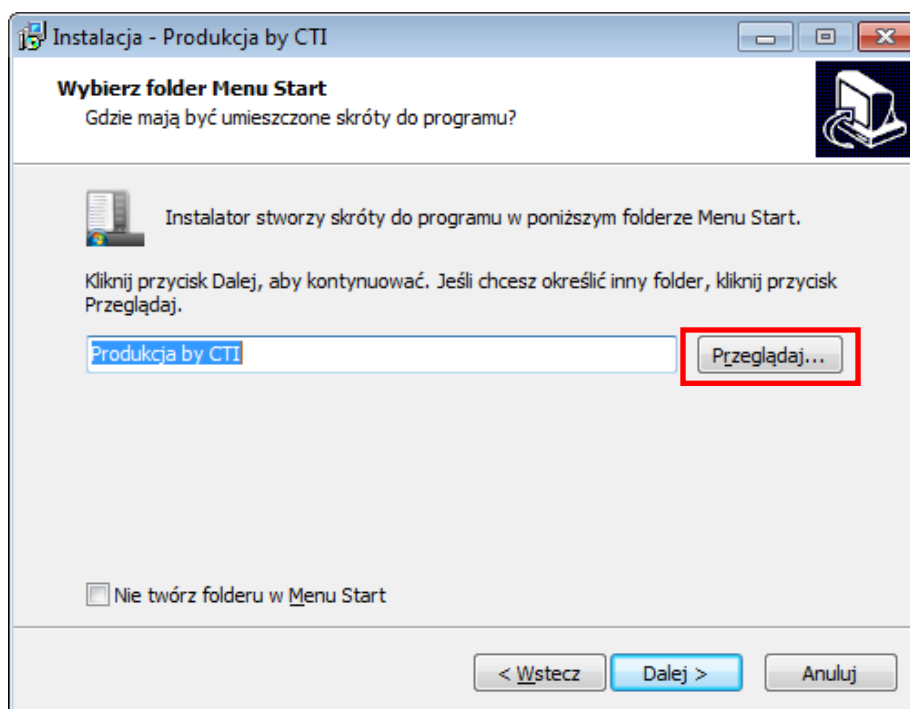 Instalacja - Produkcja by CTI
Wybierz folder Menu Start
Gdzie mają być umieszczone skróty do programu?
Instalator stworzy skróty do programu w poniższym folderze Menu Start.
Kliknij przycisk Dalej, aby kontynuować. Jeśli chcesz określić inny folder, kliknij przycisk
Przeglądaj.
Produkcja by CTI
Przeglądaj...
Nie twórz folderu w Menu Start
< Wstecz
Dalej >
Anuluj